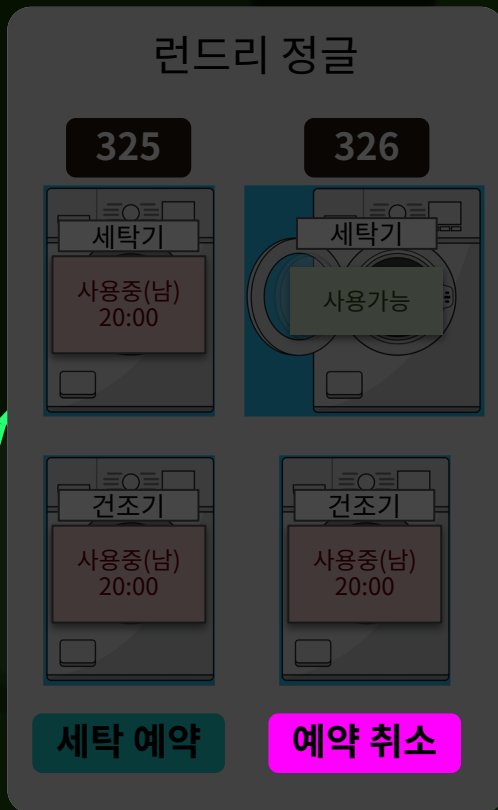 런드리 정글
325
326
세탁기
사용중(남)
20:00
세탁기
사용가능
건조기
사용중(남)
20:00
건조기
사용중(남)
20:00
세탁 예약
예약 취소